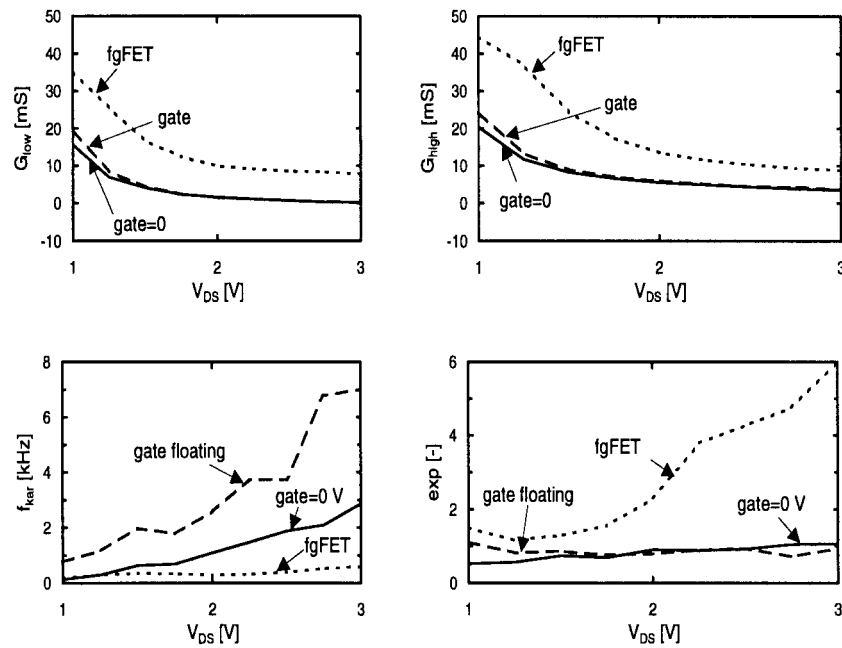 50
40
30
20
10
0
-10
G_low [mS]
fgFET
gate
gate=0
1
2
3
V_DS [V]
50
40
30
20
10
0
-10
G_high [mS]
fgFET
gate
gate=0
1
2
3
V_DS [V]
8
6
4
2
0
f_kar [kHz]
gate floating
gate=0 V
fgFET
1
2
3
V_DS [V]
6
4
2
0
exp [-]
fgFET
gate floating
gate=0 V
1
2
3
V_DS [V]